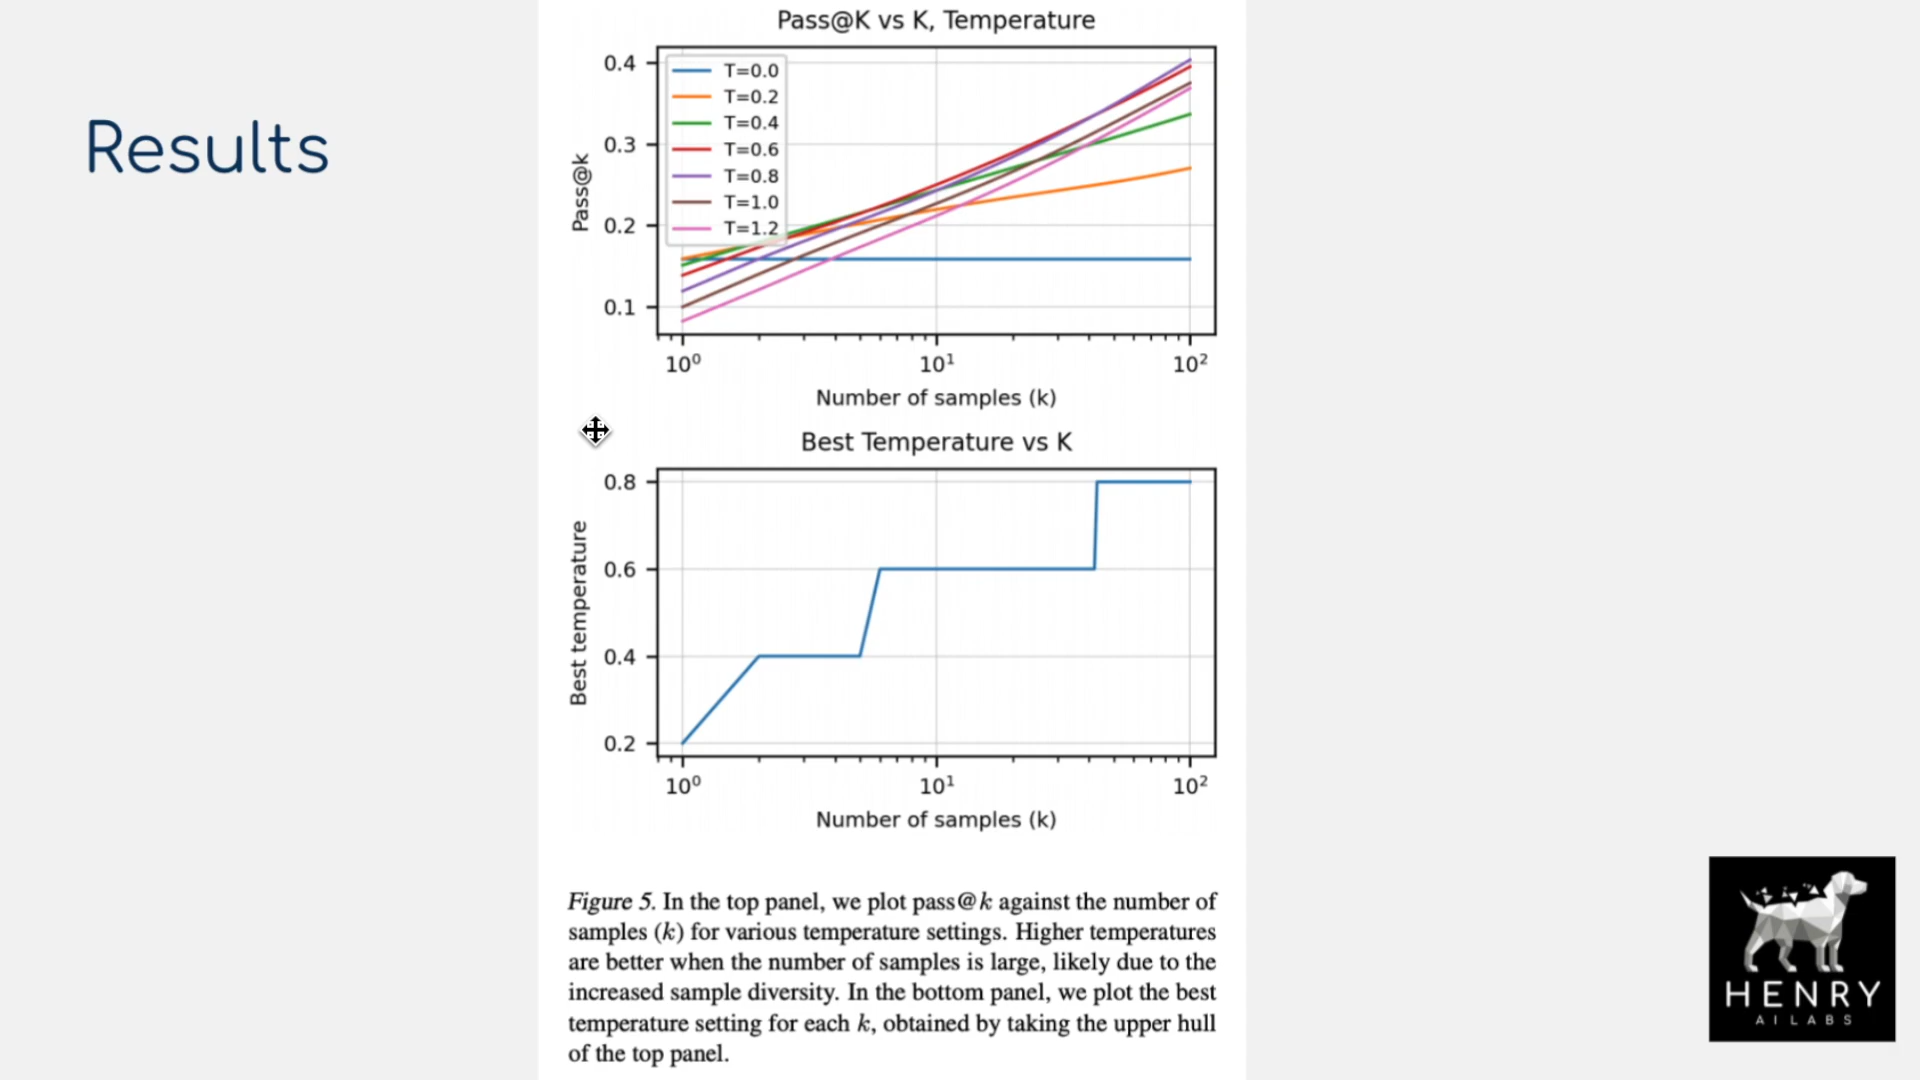 Results
Pass@K vs K, Temperature
Pass@k
0.4
0.3
0.2
0.1
T=0.0
T=0.2
T=0.4
T=0.6
T=0.8
T=1.0
T=1.2
10⁰ 10¹ 10²
Number of samples (k)
Best Temperature vs K
Best temperature
0.8
0.6
0.4
0.2
10⁰ 10¹ 10²
Number of samples (k)
Figure 5. In the top panel, we plot pass@k against the number of
samples (k) for various temperature settings. Higher temperatures
are better when the number of samples is large, likely due to the
increased sample diversity. In the bottom panel, we plot the best
temperature setting for each k, obtained by taking the upper hull
of the top panel.
HENRY
AI LABS